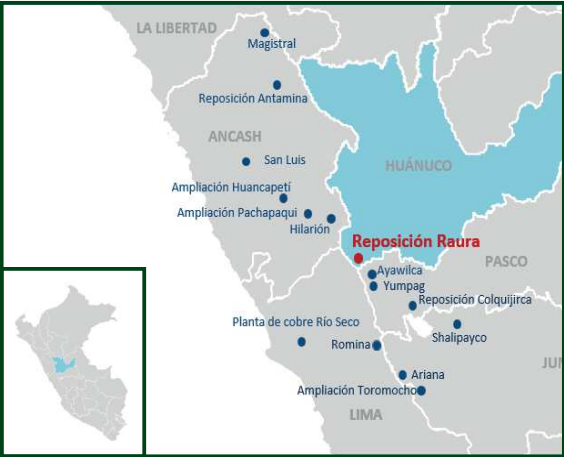 LA LIBERTAD
Magistral
Reposición Antamina
ANCASH
San Luis
HUÁNUCO
Ampliación Huancapetí
Ampliación Pachapaqui
Hilarión
Reposición Raura
PASCO
Ayawilca
Yumpag
Reposición Colquijirca
Planta de cobre Río Seco
Shalipayco
Romina
JUN
Ariana
Ampliación Toromocho
LIMA